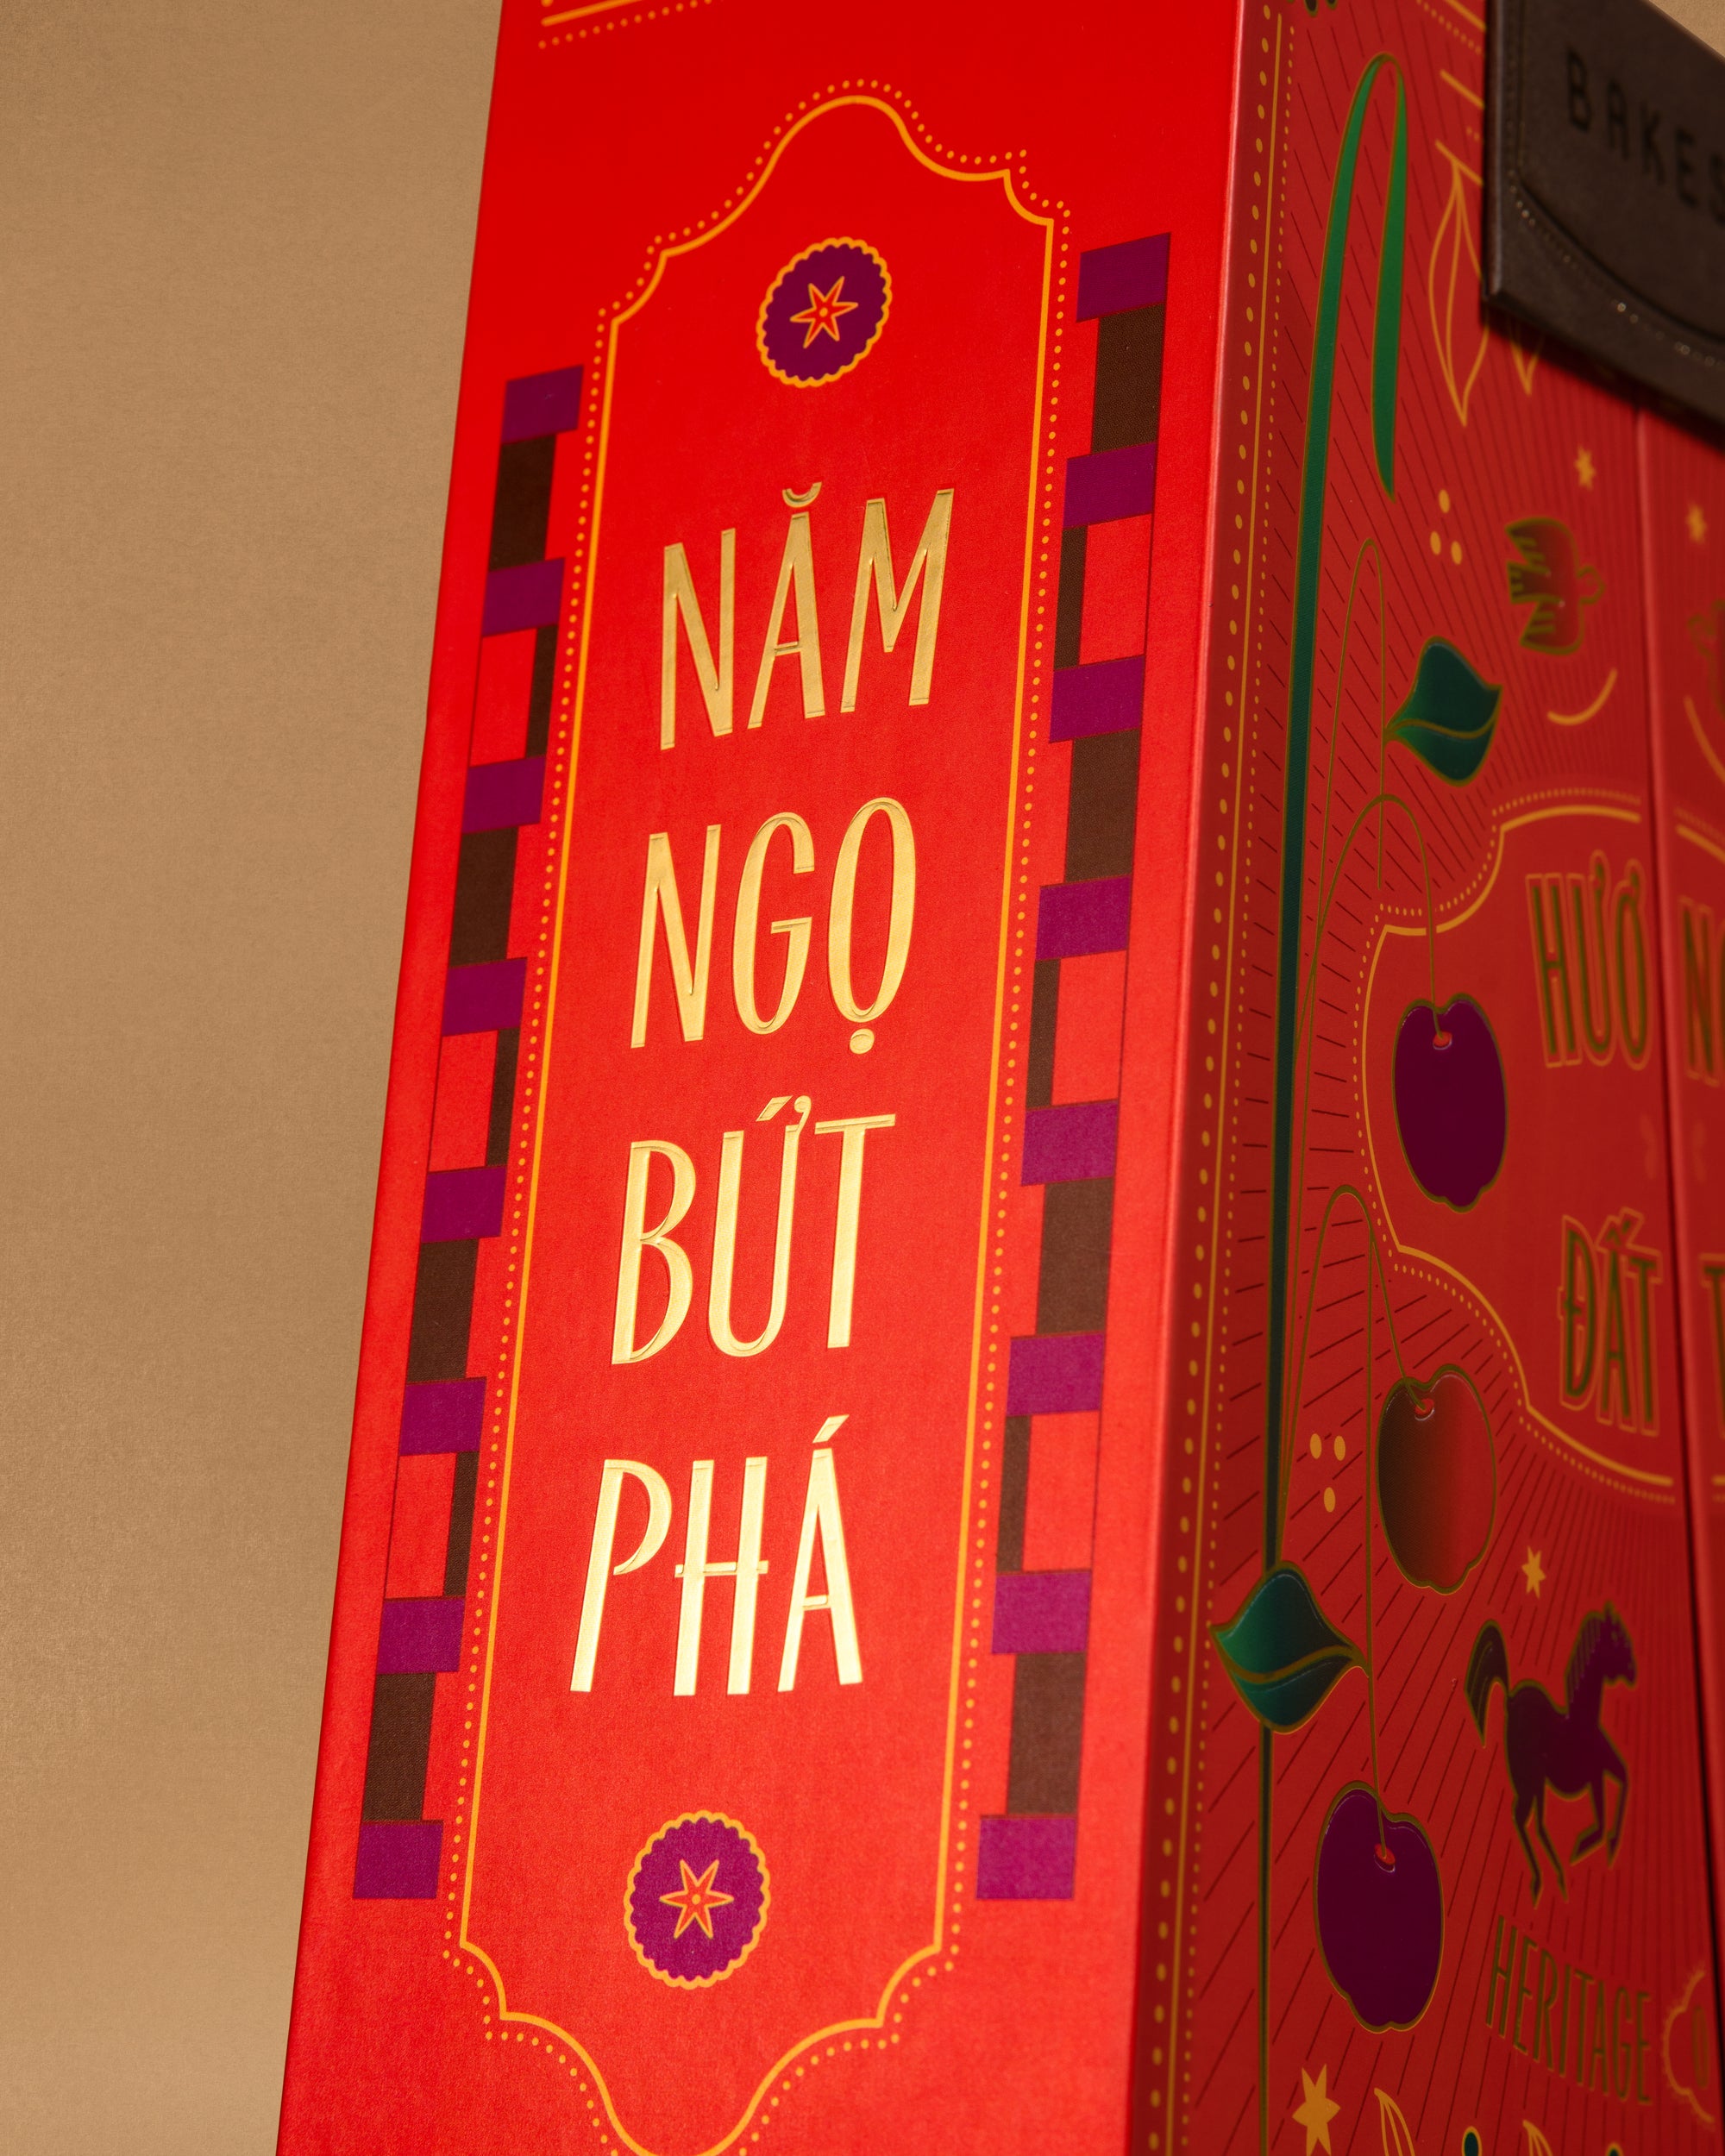 NĂM
NGỌ
BỨT
PHÁ
ĐẤT
HERITAGE